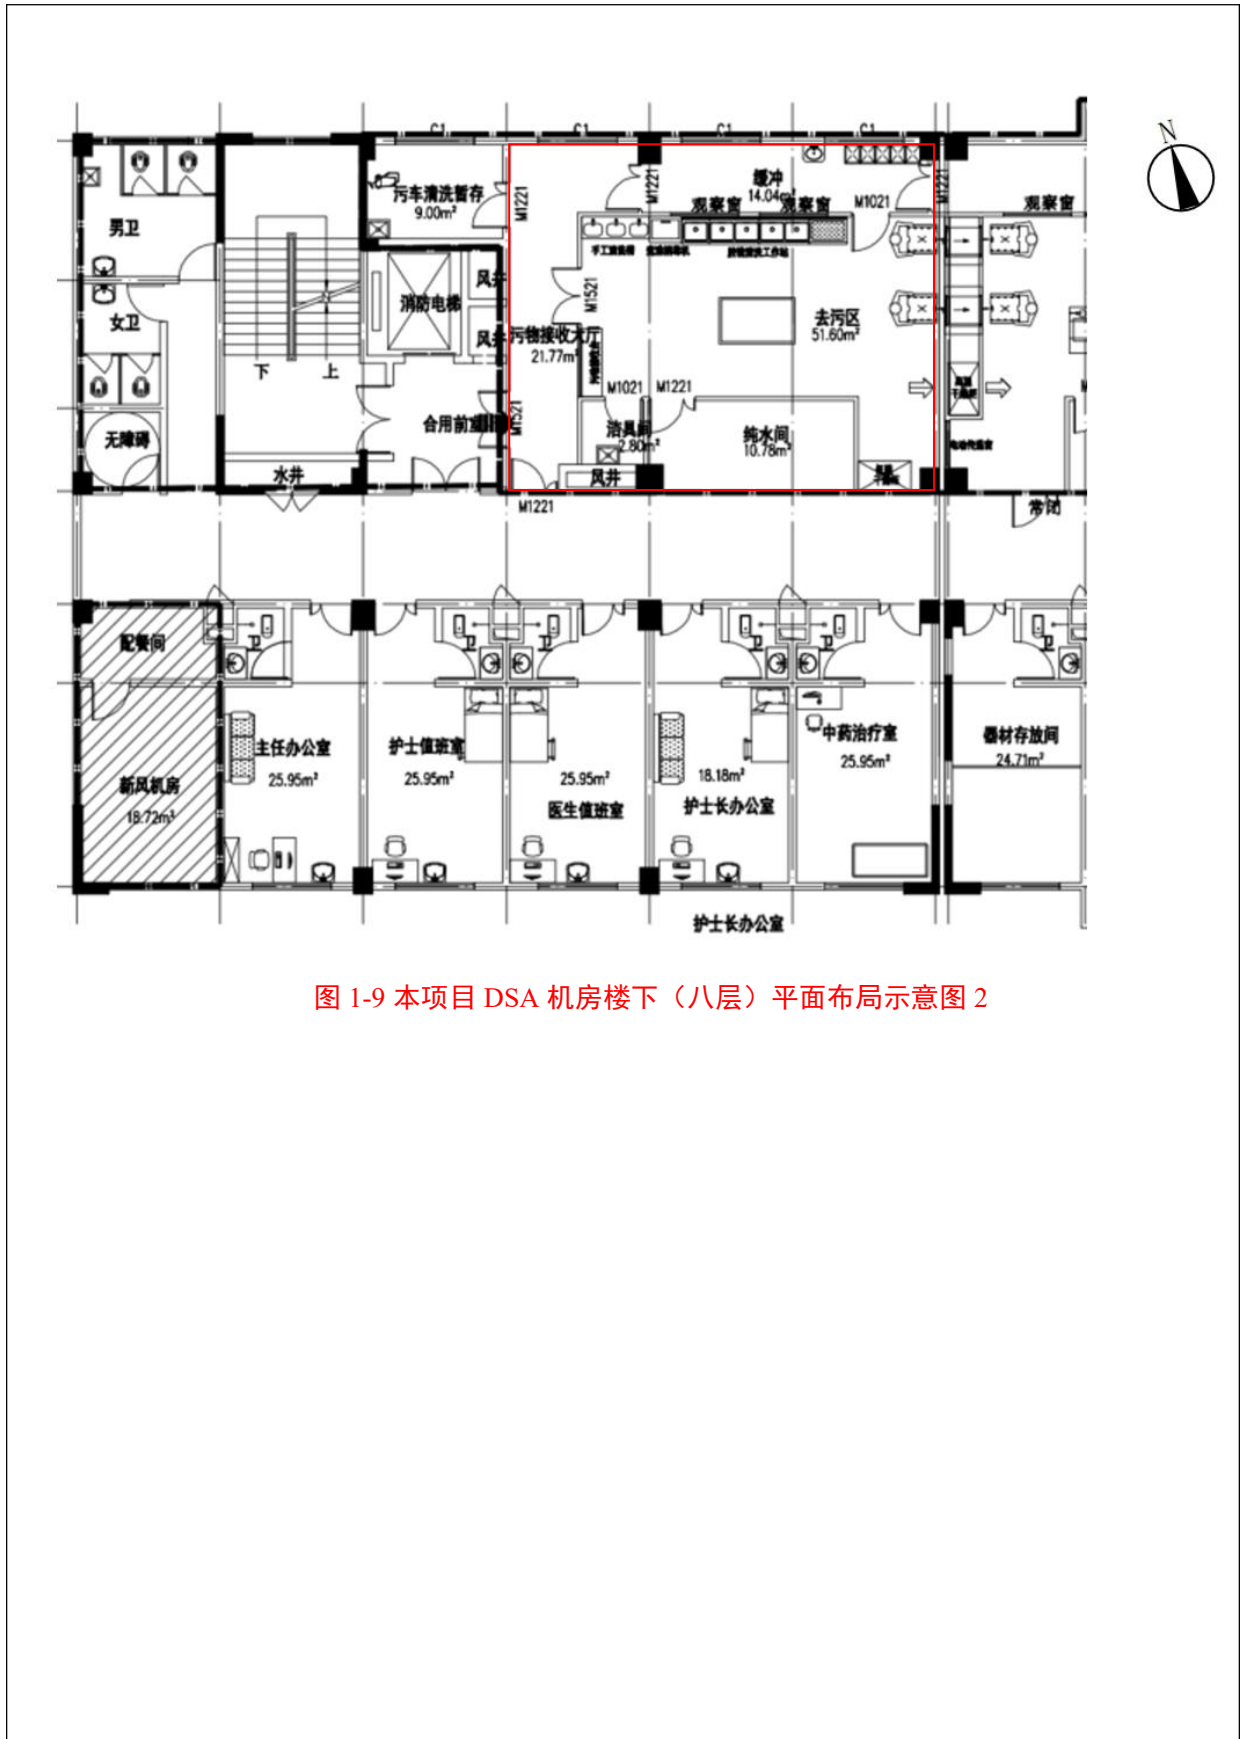 N
C1 C1 C1 C1
污车清洗暂存
9.00m²
M1221
M1221
缓冲
14.04m²
M1221
观察窗
观察窗
M1021
观察窗
男卫
女卫
无障碍
下
上
水井
消防电梯
风井
风井
合用前室
M1521
污物接收大厅
21.77m²
M1521
去污区
51.60m²
M1021
M1221
洁具间
2.80m²
纯水间
10.78m²
风井
M1221
常闭
配餐间
新风机房
18.72m²
主任办公室
25.95m²
护士值班室
25.95m²
25.95m²
医生值班室
18.18m²
护士长办公室
中药治疗室
25.95m²
器材存放间
24.71m²
护士长办公室
图 1-9 本项目 DSA 机房楼下（八层）平面布局示意图 2